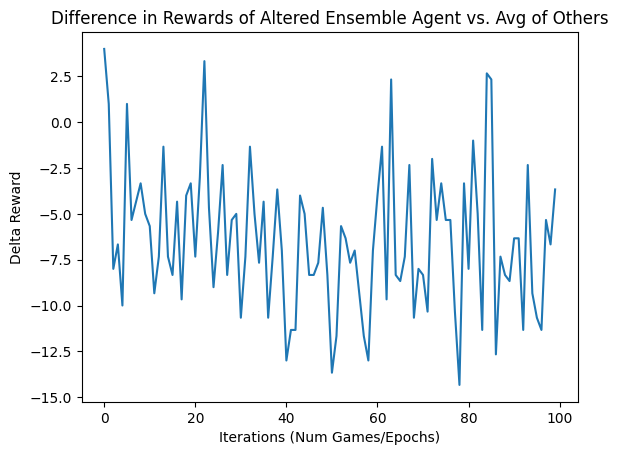 Difference in Rewards of Altered Ensemble Agent vs. Avg of Others
2.5
0.0
−2.5
−5.0
−7.5
−10.0
−12.5
−15.0
Delta Reward
0 20 40 60 80 100
Iterations (Num Games/Epochs)